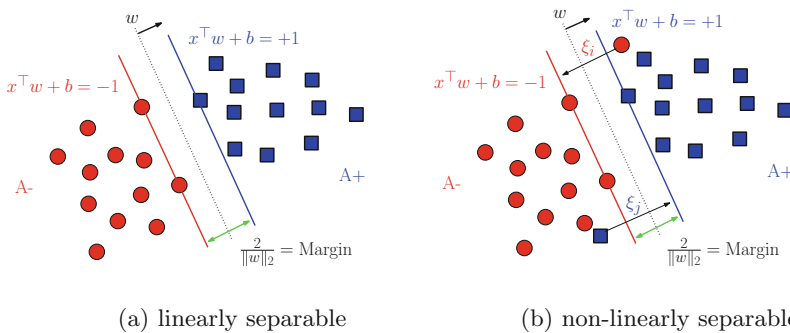 w
x⊤w + b = +1
x⊤w + b = −1
A-
A+
2/‖w‖₂ = Margin
(a) linearly separable
w
x⊤w + b = +1
ξi
x⊤w + b = −1
A-
A+
ξj
2/‖w‖₂ = Margin
(b) non-linearly separable